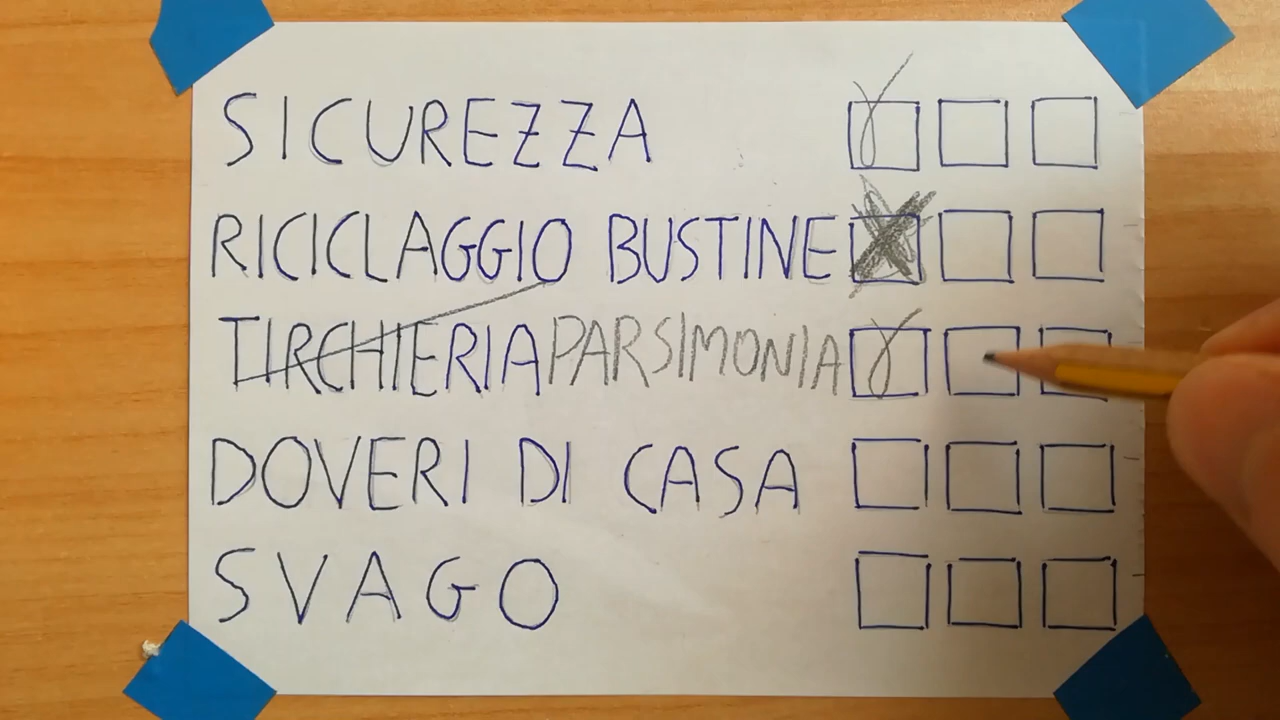 SICUREZZA
RICICLAGGIO BUSTINE
TIRCHIERIA PARSIMONIA
DOVERI DI CASA
SVAGO